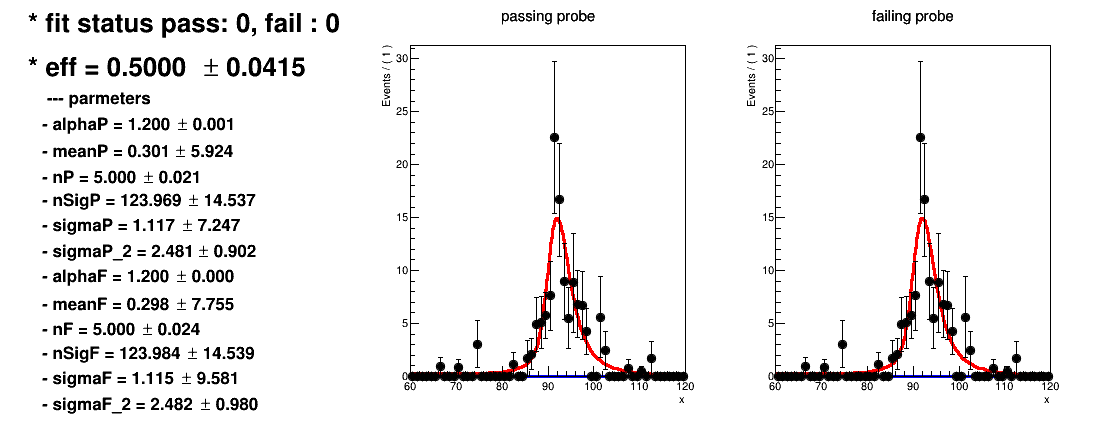 * fit status pass: 0, fail : 0
* eff = 0.5000 ± 0.0415
--- parmeters
- alphaP = 1.200 ± 0.001
- meanP = 0.301 ± 5.924
- nP = 5.000 ± 0.021
- nSigP = 123.969 ± 14.537
- sigmaP = 1.117 ± 7.247
- sigmaP_2 = 2.481 ± 0.902
- alphaF = 1.200 ± 0.000
- meanF = 0.298 ± 7.755
- nF = 5.000 ± 0.024
- nSigF = 123.984 ± 14.539
- sigmaF = 1.115 ± 9.581
- sigmaF_2 = 2.482 ± 0.980
passing probe
Events / ( 1 )
30
25
20
15
10
5
0
60 70 80 90 100 110 120
x
failing probe
Events / ( 1 )
30
25
20
15
10
5
0
60 70 80 90 100 110 120
x